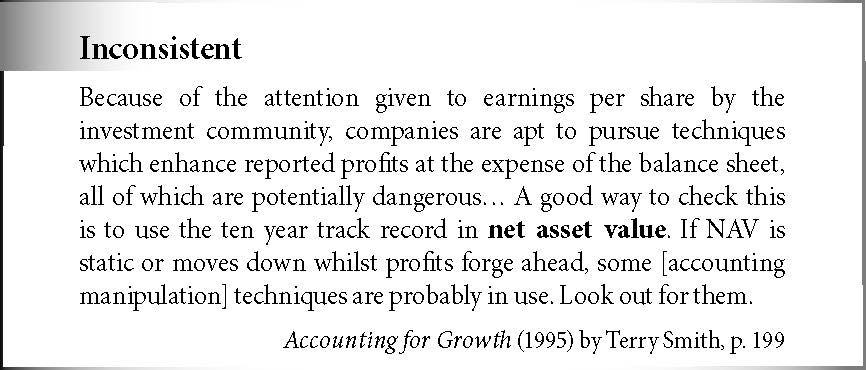 Inconsistent
Because of the attention given to earnings per share by the
investment community, companies are apt to pursue techniques
which enhance reported profits at the expense of the balance sheet,
all of which are potentially dangerous… A good way to check this
is to use the ten year track record in net asset value. If NAV is
static or moves down whilst profits forge ahead, some [accounting
manipulation] techniques are probably in use. Look out for them.
Accounting for Growth (1995) by Terry Smith, p. 199